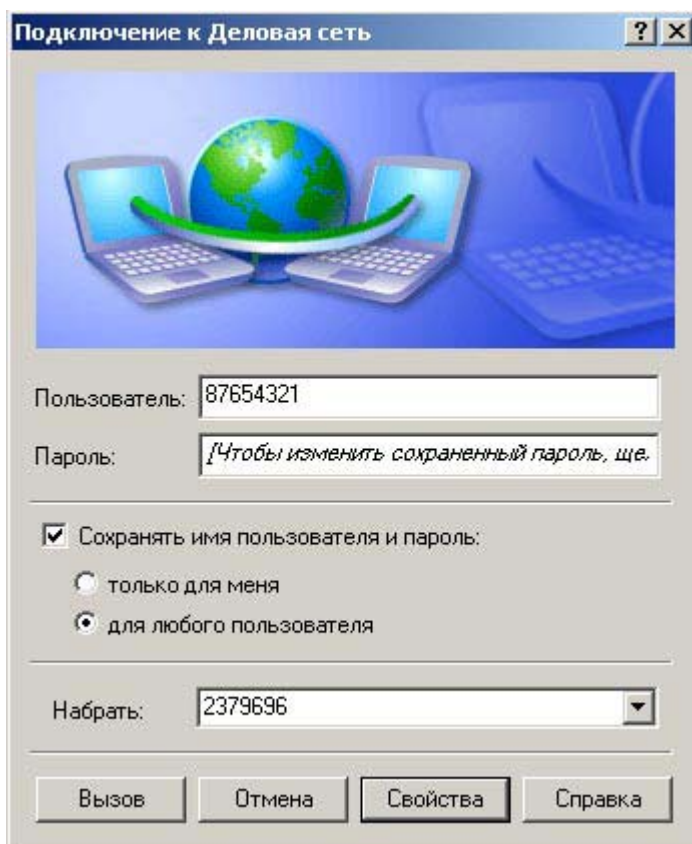 Подключение к Деловая сеть
Пользователь: 87654321
Пароль: [Чтобы изменить сохраненный пароль, ще.
Сохранять имя пользователя и пароль:
только для меня
для любого пользователя
Набрать: 2379696
Вызов Отмена Свойства Справка